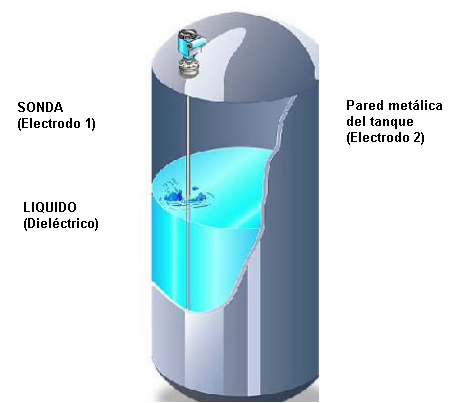 SONDA
(Electrodo 1)
Pared metálica
del tanque
(Electrodo 2)
LIQUIDO
(Dieléctrico)